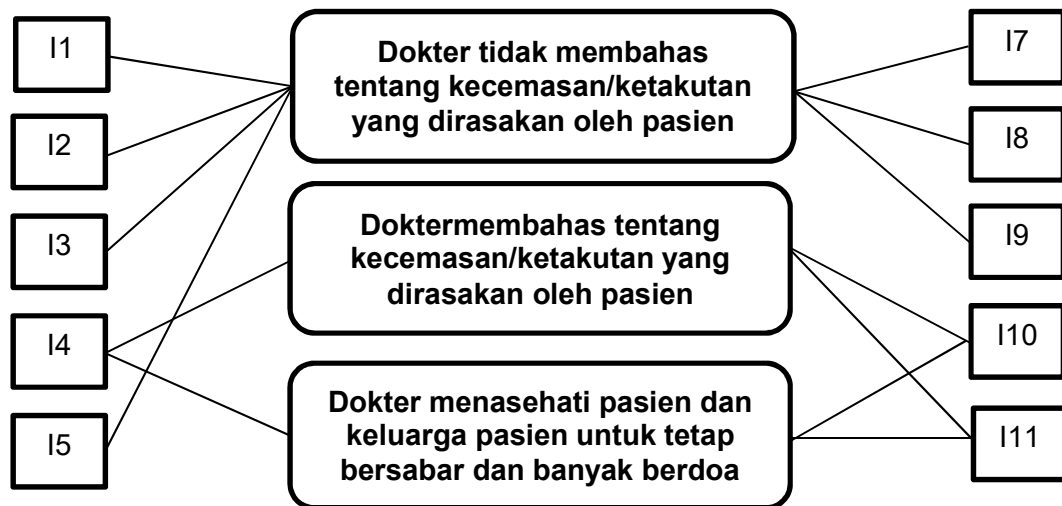 I1
I2
I3
I4
I5
Dokter tidak membahas
tentang kecemasan/ketakutan
yang dirasakan oleh pasien
Doktermembahas tentang
kecemasan/ketakutan yang
dirasakan oleh pasien
Dokter menasehati pasien dan
keluarga pasien untuk tetap
bersabar dan banyak berdoa
I7
I8
I9
I10
I11